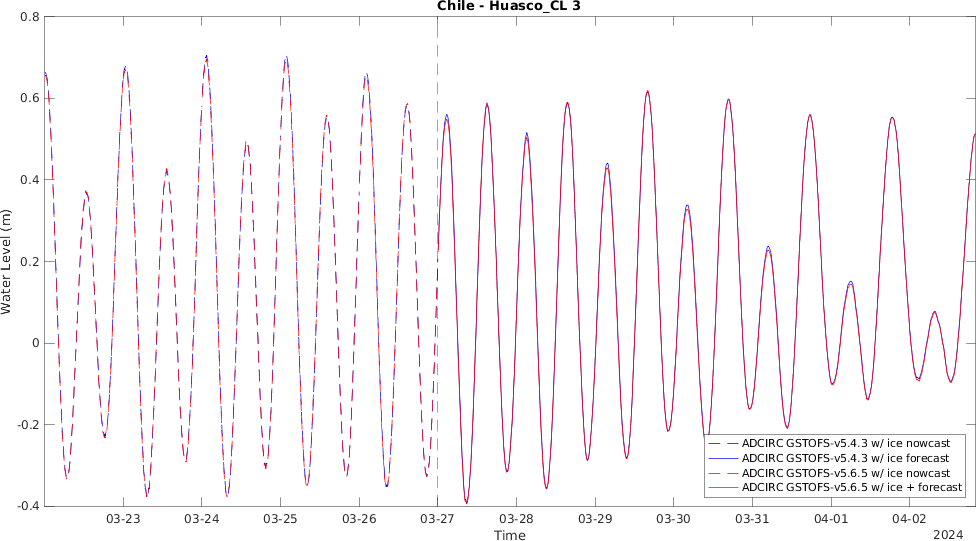 Chile - Huasco_CL 3
0.8
0.6
0.4
0.2
0
-0.2
-0.4
Water Level (m)
03-23
03-24
03-25
03-26
03-27
03-28
03-29
03-30
03-31
04-01
04-02
Time
2024
ADCIRC GSTOFS-v5.4.3 w/ ice nowcast
ADCIRC GSTOFS-v5.4.3 w/ ice forecast
ADCIRC GSTOFS-v5.6.5 w/ ice nowcast
ADCIRC GSTOFS-v5.6.5 w/ ice + forecast